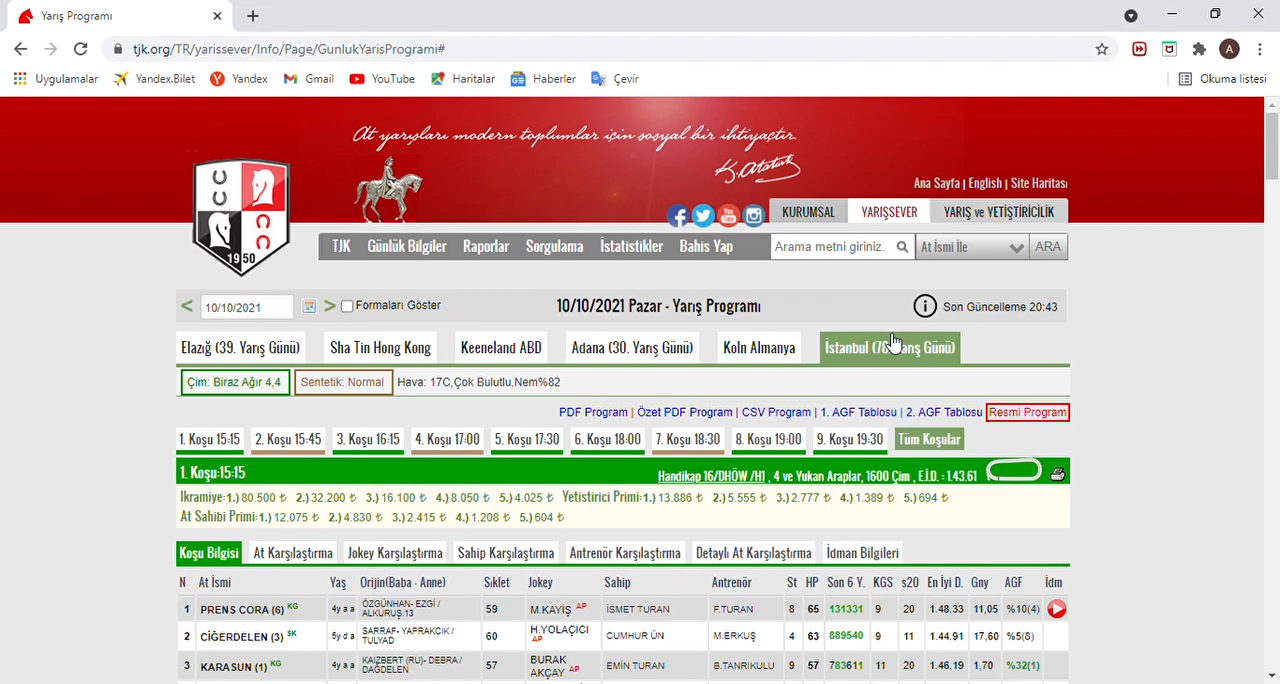 Yarış Programı
tjk.org/TR/yarissever/Info/Page/GunlukYarisProgrami#
A
Uygulamalar Yandex.Bilet Yandex Gmail YouTube Haritalar Haberler Çevir Okuma listesi
At yarışları modern toplumlar için sosyal bir ihtiyaçtır.
K. Atatürk
Ana Sayfa | English | Site Haritası
KURUMSAL YARIŞSEVER YARIŞ ve YETİŞTİRİCİLİK
1950
TJK Günlük Bilgiler Raporlar Sorgulama İstatistikler Bahis Yap Arama metni giriniz. At İsmi İle ARA
< 10/10/2021 > Formaları Göster 10/10/2021 Pazar - Yarış Programı Son Güncelleme 20:43
Elazığ (39. Yarış Günü) Sha Tin Hong Kong Keeneland ABD Adana (30. Yarış Günü) Koln Almanya İstanbul Günü)
Çim: Biraz Ağır 4,4 Sentetik: Normal Hava: 17C,Çok Bulutlu,Nem%82
PDF Program | Özet PDF Program | CSV Program | 1. AGF Tablosu | 2. AGF Tablosu Resmi Program
1. Koşu 15:15 2. Koşu 15:45 3. Koşu 16:15 4. Koşu 17:00 5. Koşu 17:30 6. Koşu 18:00 7. Koşu 18:30 8. Koşu 19:00 9. Koşu 19:30 Tüm Koşular
1. Koşu:15:15 Handikap 16/DHÖW /H1 , 4 ve Yukarı Araplar, 1600 Çim , E.İ.D. : 1.43.61
Ikramiye:1.) 80.500 ₺ 2.) 32.200 ₺ 3.) 16.100 ₺ 4.) 8.050 ₺ 5.) 4.025 ₺ Yetistirici Primi:1.) 13.886 ₺ 2.) 5.555 ₺ 3.) 2.777 ₺ 4.) 1.389 ₺ 5.) 694 ₺
At Sahibi Primi:1.) 12.075 ₺ 2.) 4.830 ₺ 3.) 2.415 ₺ 4.) 1.208 ₺ 5.) 604 ₺
Koşu Bilgisi At Karşılaştırma Jokey Karşılaştırma Sahip Karşılaştırma Antrenör Karşılaştırma Detaylı At Karşılaştırma İdman Bilgileri
N At İsmi Yaş Orijin(Baba - Anne) Sıklet Jokey Sahip Antrenör St HP Son 6 Y. KGS s20 En İyi D. Gny AGF İdm
1 PRENS CORA (6) KG 4y a a ÖZGÜNHAN- EZGİ / ALKURUŞ.13 59 M.KAYİŞ AP İSMET TURAN F.TURAN 8 65 131331 9 20 1.48.33 11,05 %10(4)
2 CİĞERDELEN (3) SK 5y d a ŞARRAF- YAPRAKCIK / TULYAD 60 H.YOLAÇICI AP CUMHUR ÜN M.ERKUŞ 4 63 889540 9 11 1.44.91 17,60 %5(8)
3 KARASUN (1) KG 4y a a KAIZBERT (RU)- DEBRA / DAĞDELEN 57 BURAK AKÇAY AP EMİN TURAN B.TANRIKULU 9 57 783611 11 20 1.46.19 1,70 %32(1)